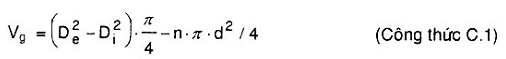 V_g = (D_e^2 – D_i^2) · π/4 – n · π · d^2 / 4 (Công thức C.1)